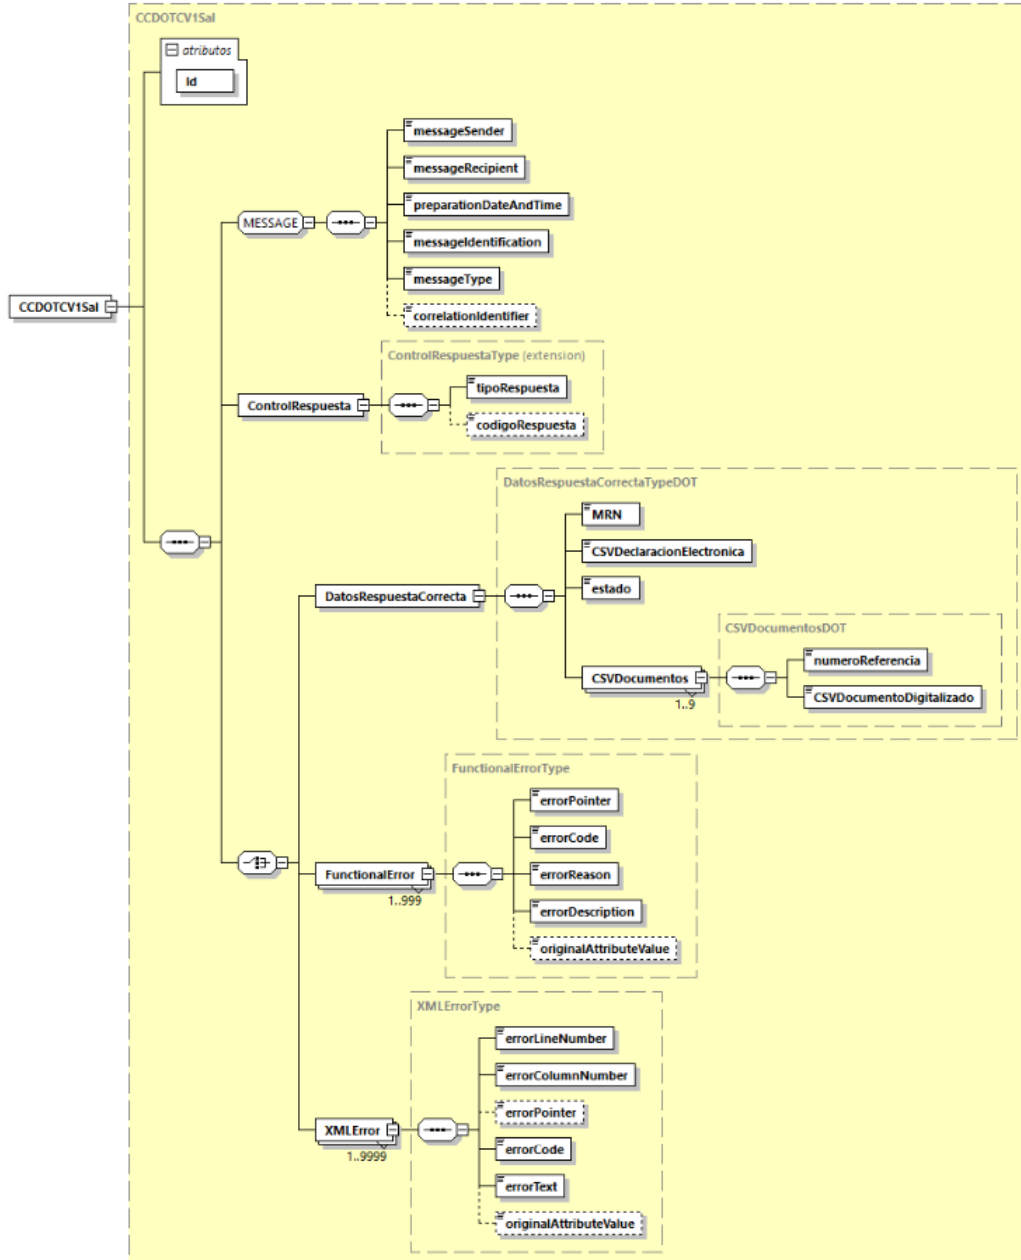 CCDOTCV1Sal
atributos
Id
messageSender
messageRecipient
preparationDateAndTime
MESSAGE
messageIdentification
messageType
correlationIdentifier
CCDOTCV1Sal
ControlRespuestaType (extension)
tipoRespuesta
ControlRespuesta
codigoRespuesta
DatosRespuestaCorrectaTypeDOT
MRN
CSVDeclaracionElectronica
estado
DatosRespuestaCorrecta
CSVDocumentosDOT
numeroReferencia
CSVDocumentos
CSVDocumentoDigitalizado
1..9
FunctionalErrorType
errorPointer
errorCode
errorReason
FunctionalError
1..999
errorDescription
originalAttributeValue
XMLErrorType
errorLineNumber
errorColumnNumber
errorPointer
XMLError
1..9999
errorCode
errorText
originalAttributeValue